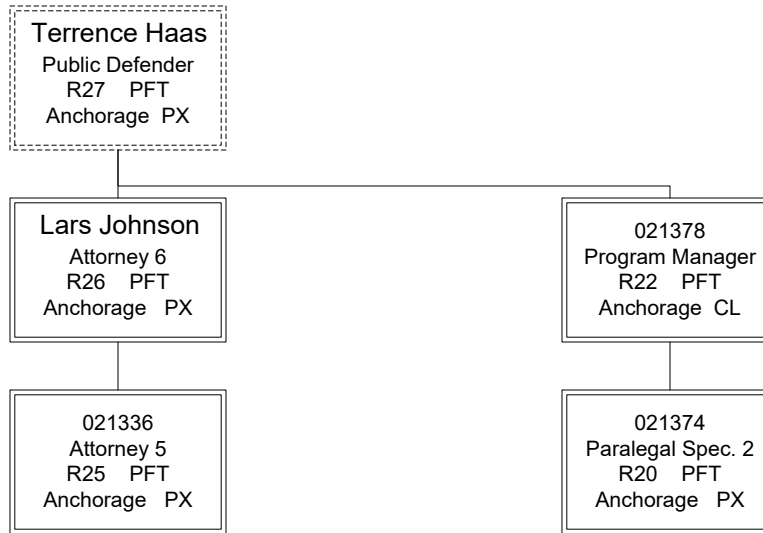 Terrence Haas
Public Defender
R27 PFT
Anchorage PX
Lars Johnson
Attorney 6
R26 PFT
Anchorage PX
021378
Program Manager
R22 PFT
Anchorage CL
021336
Attorney 5
R25 PFT
Anchorage PX
021374
Paralegal Spec. 2
R20 PFT
Anchorage PX